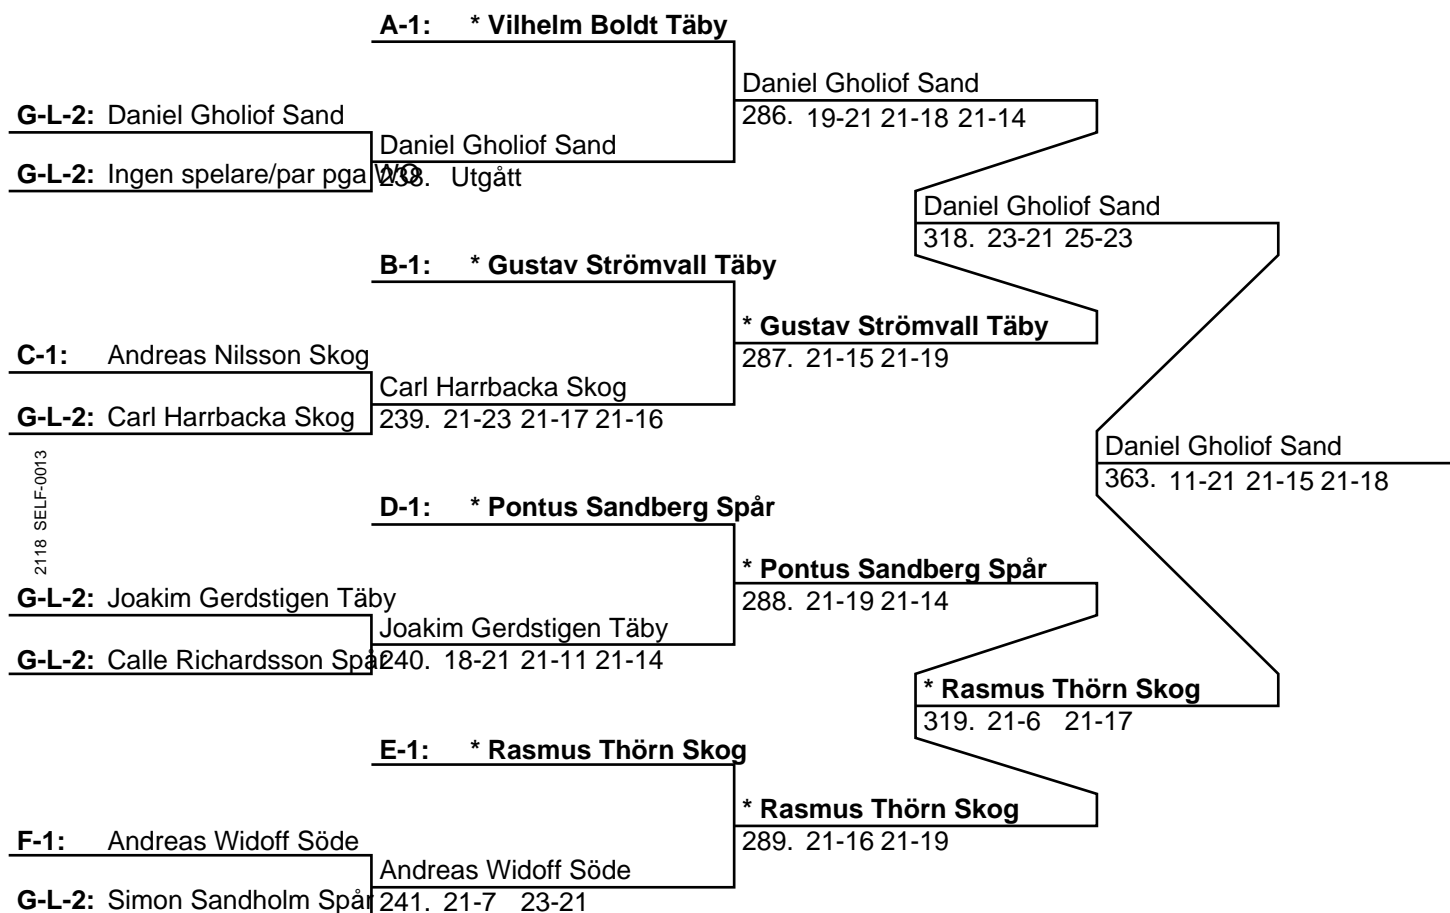 A-1: * Vilhelm Boldt Täby
Daniel Gholiof Sand
G-L-2: Daniel Gholiof Sand
286. 19-21 21-18 21-14
Daniel Gholiof Sand
G-L-2: Ingen spelare/par pga WO
238. Utgått
Daniel Gholiof Sand
318. 23-21 25-23
B-1: * Gustav Strömvall Täby
* Gustav Strömvall Täby
C-1: Andreas Nilsson Skog
287. 21-15 21-19
Carl Harrbacka Skog
G-L-2: Carl Harrbacka Skog
239. 21-23 21-17 21-16
Daniel Gholiof Sand
363. 11-21 21-15 21-18
2118 SELF-0013
D-1: * Pontus Sandberg Spår
* Pontus Sandberg Spår
G-L-2: Joakim Gerdstigen Täby
288. 21-19 21-14
Joakim Gerdstigen Täby
G-L-2: Calle Richardsson Spår
240. 18-21 21-11 21-14
* Rasmus Thörn Skog
319. 21-6 21-17
E-1: * Rasmus Thörn Skog
* Rasmus Thörn Skog
F-1: Andreas Widoff Söde
289. 21-16 21-19
Andreas Widoff Söde
G-L-2: Simon Sandholm Spår
241. 21-7 23-21